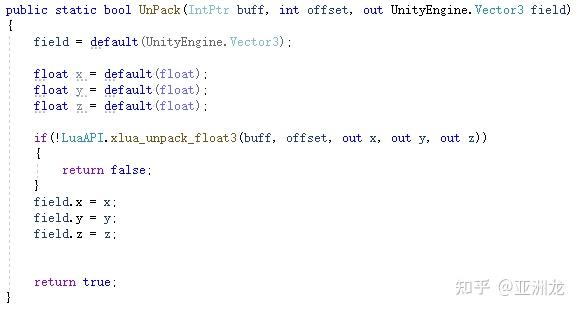 public static bool UnPack(IntPtr buff, int offset, out UnityEngine.Vector3 field)
{
    field = default(UnityEngine.Vector3);
    float x = default(float);
    float y = default(float);
    float z = default(float);
    if(!LuaAPI.xlua_unpack_float3(buff, offset, out x, out y, out z))
    {
        return false;
    }
    field.x = x;
    field.y = y;
    field.z = z;
    return true;
}
知乎 @亚洲龙